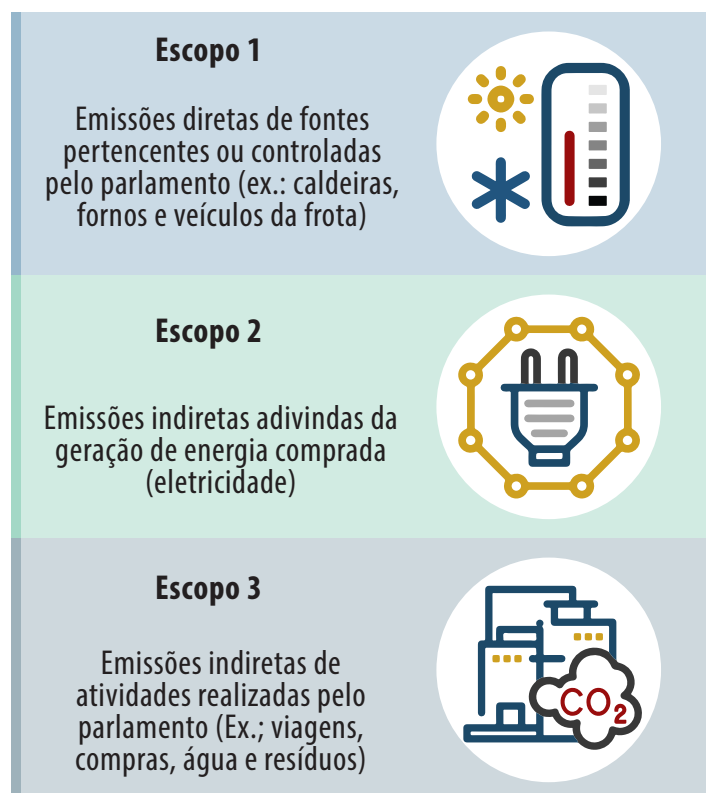 Escopo 1
Emissões diretas de fontes
pertencentes ou controladas
pelo parlamento (ex.: caldeiras,
fornos e veículos da frota)
Escopo 2
Emissões indiretas adivindas da
geração de energia comprada
(eletricidade)
Escopo 3
Emissões indiretas de
atividades realizadas pelo
parlamento (Ex.; viagens,
compras, água e resíduos)
CO₂